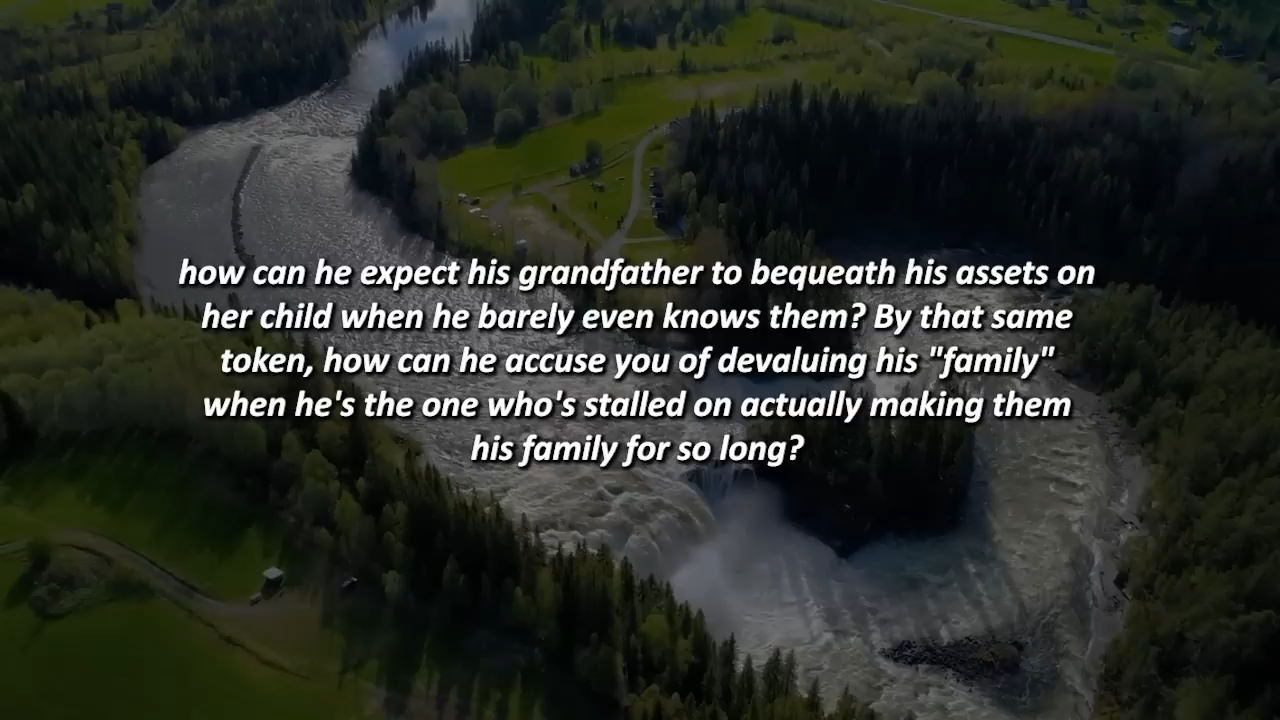 how can he expect his grandfather to bequeath his assets on
her child when he barely even knows them? By that same
token, how can he accuse you of devaluing his "family"
when he's the one who's stalled on actually making them
his family for so long?